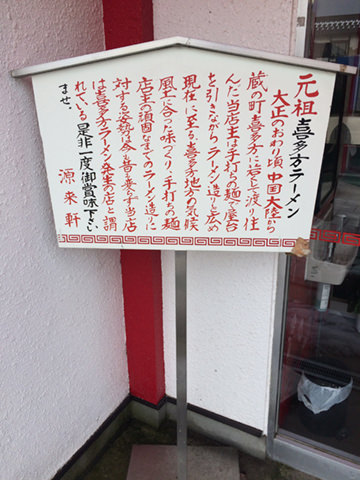 元祖喜多方ラーメン
大正のおわり頃中国大陸から
蔵の町喜多方に若くして渡り住
んだ当店主は手打ちの麺で屋台
を引きながらラーメン造りを広め
現在に至る喜多地方の気候
風土に合った味つくり・手打ちの麺
店主の頑固なまでのラーメン造りに
対する姿勢は今も昔も変らず当店
は喜多方ラーメン発生の店と謂
れている是非一度御賞味下さい
ませ。
源来軒